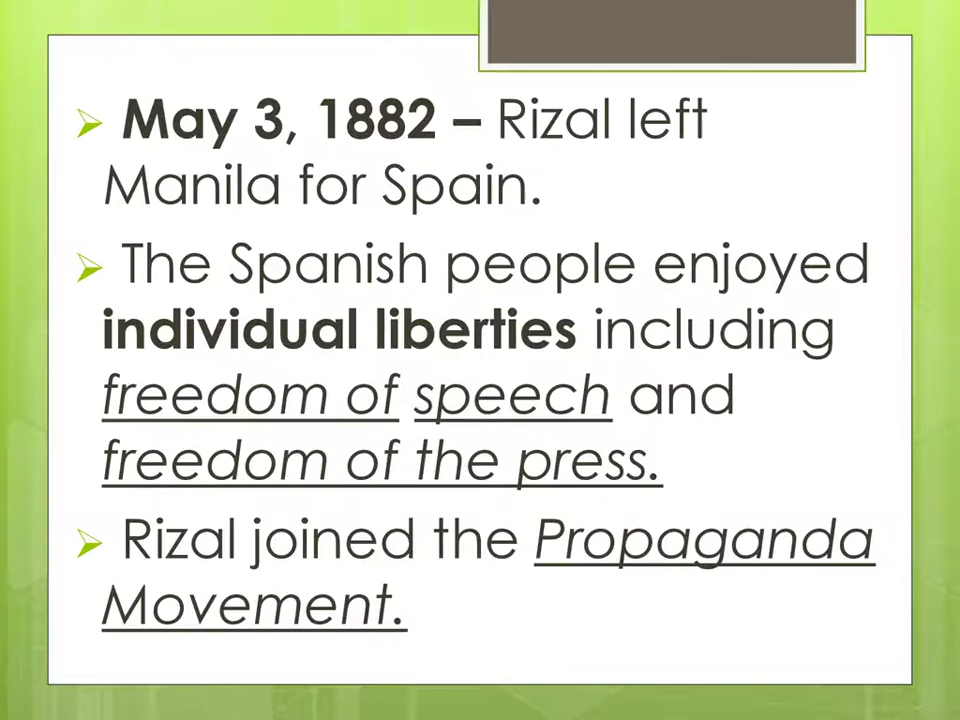 ➢ May 3, 1882 – Rizal left
Manila for Spain.
➢ The Spanish people enjoyed
individual liberties including
freedom of speech and
freedom of the press.
➢ Rizal joined the Propaganda
Movement.